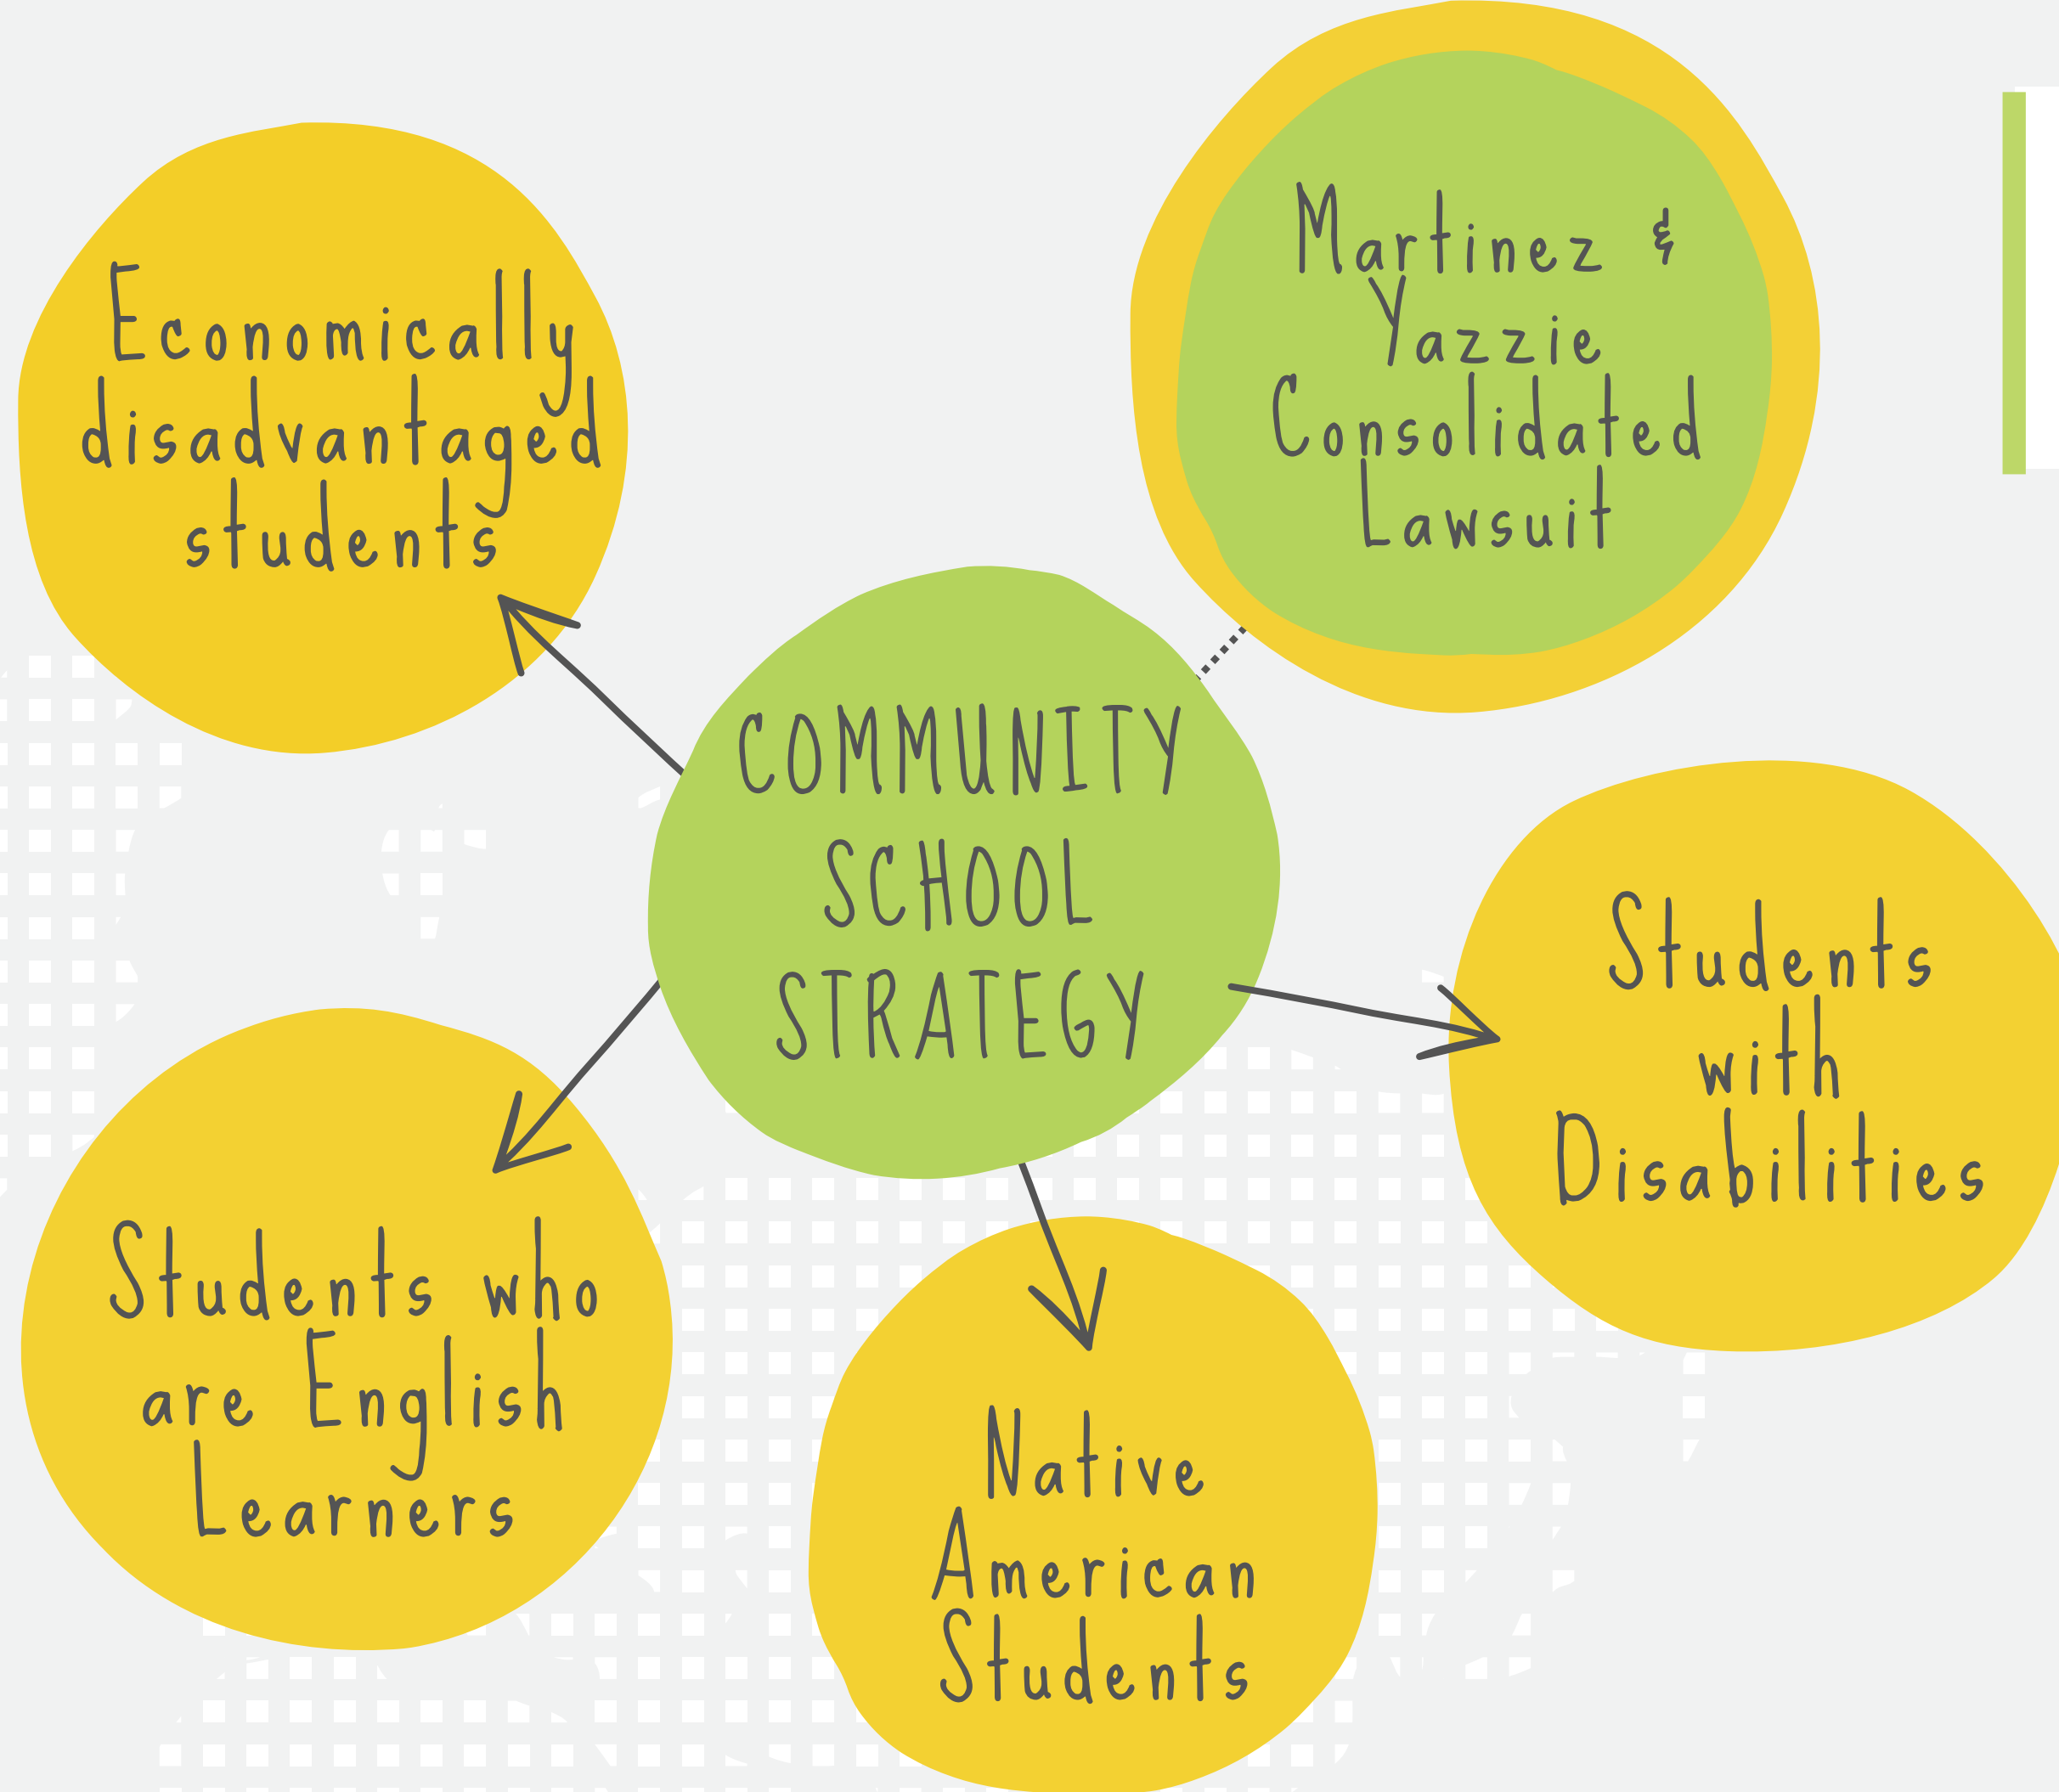 Economically
disadvantaged
students
Martinez &
Yazzie
Consolidated
Lawsuit
COMMUNITY
SCHOOL
STRATEGY
Students
with
Disabilities
Students who
are English
Learners
Native
American
Students